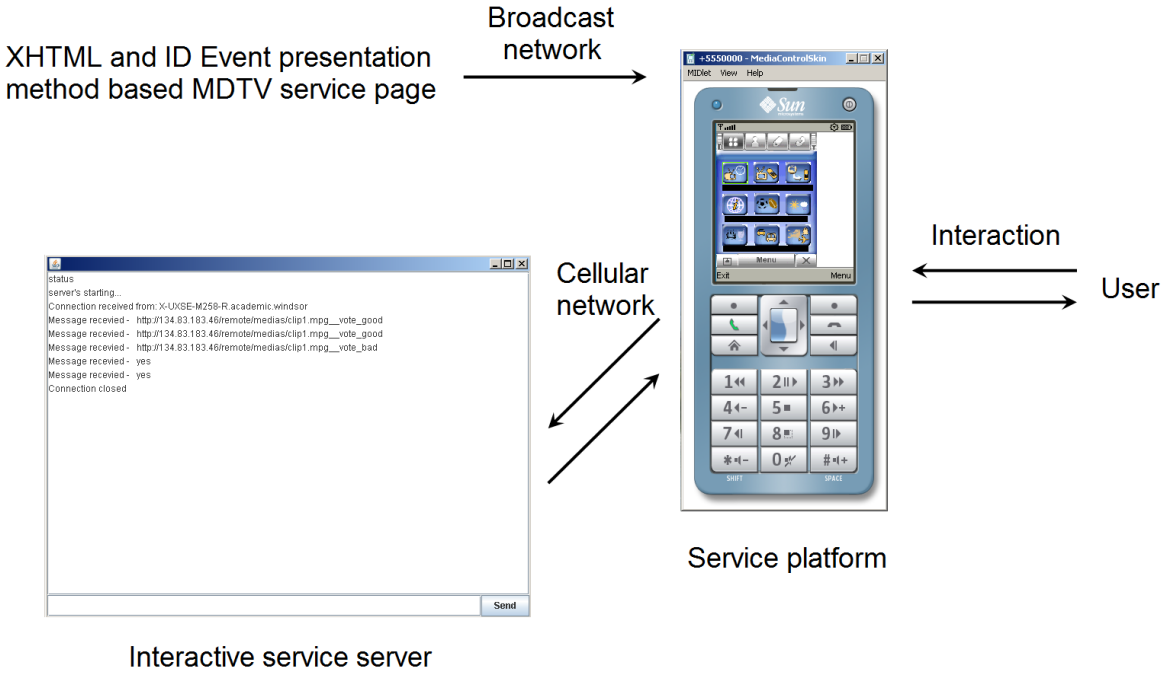 Broadcast
network
XHTML and ID Event presentation
method based MDTV service page
+5550000 - MediaControlSkin
MIDlet View Help
Sun
Menu
Exit Menu
1 2 3
4 5 6
7 8 9
* 0 #
SHIFT SPACE
Interaction
User
Cellular
network
status
server's starting...
Connection received from: X-UXSE-M258-R.academic.windsor
Message recevied - http://134.83.183.46/remote/medias/clip1.mpg__vote_good
Message recevied - http://134.83.183.46/remote/medias/clip1.mpg__vote_good
Message recevied - http://134.83.183.46/remote/medias/clip1.mpg__vote_bad
Message recevied - yes
Message recevied - yes
Connection closed
Send
Service platform
Interactive service server